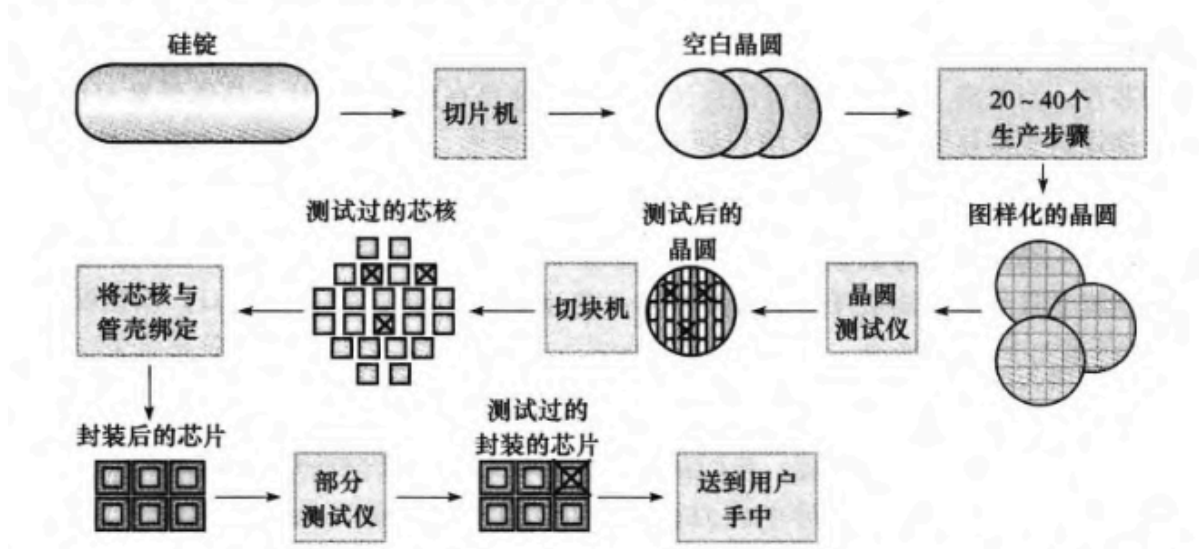 硅锭
切片机
空白晶圆
20～40个
生产步骤
图样化的晶圆
晶圆
测试仪
测试后的
晶圆
切块机
测试过的芯核
将芯核与
管壳绑定
封装后的芯片
部分
测试仪
测试过的
封装的芯片
送到用户
手中